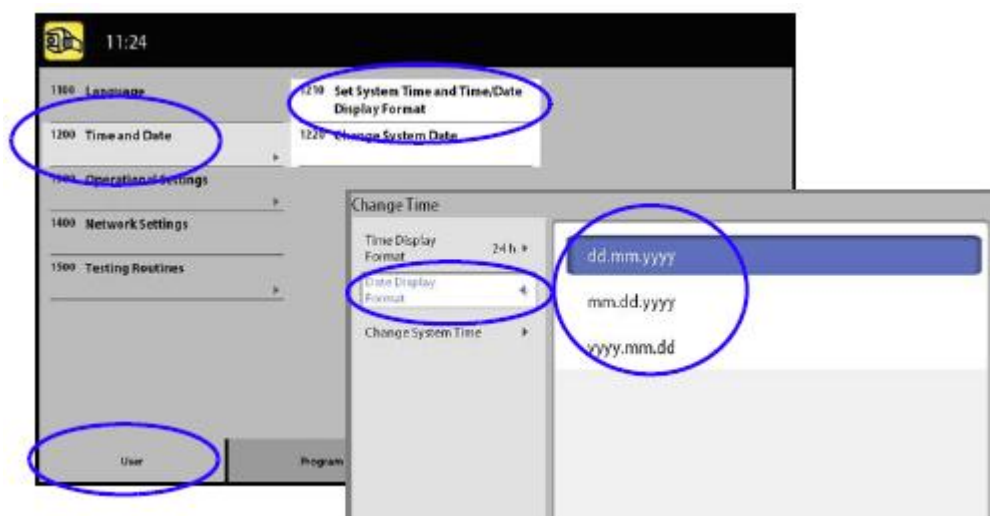 11:24
1100 Language
1200 Time and Date
1300 Operational Settings
1400 Network Settings
1500 Testing Routines
1210 Set System Time and Time/Date
Display Format
1220 Change System Date
User
Program
Change Time
Time Display
Format
24 h
Date Display
Format
Change System Time
dd.mm.yyyy
mm.dd.yyyy
yyyy.mm.dd